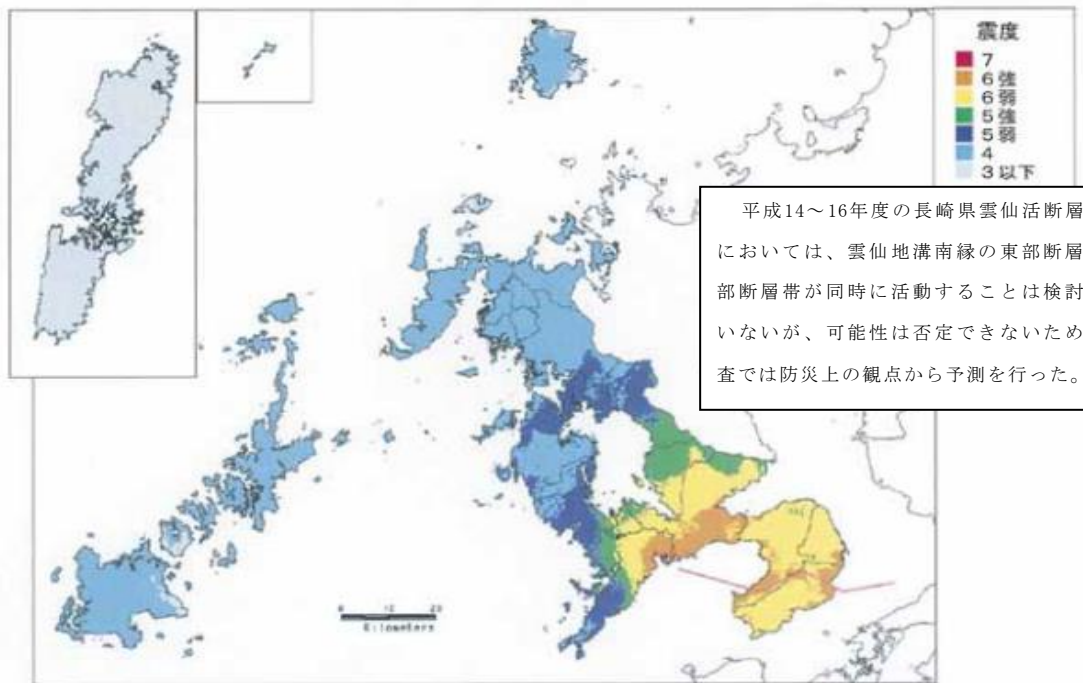 震度
7
6強
6弱
5強
5弱
4
3以下
平成14～16年度の長崎県雲仙活断層
においては、雲仙地溝南縁の東部断層
部断層帯が同時に活動することは検討
いないが、可能性は否定できないため
査では防災上の観点から予測を行った。
0 10 20
Kilometers